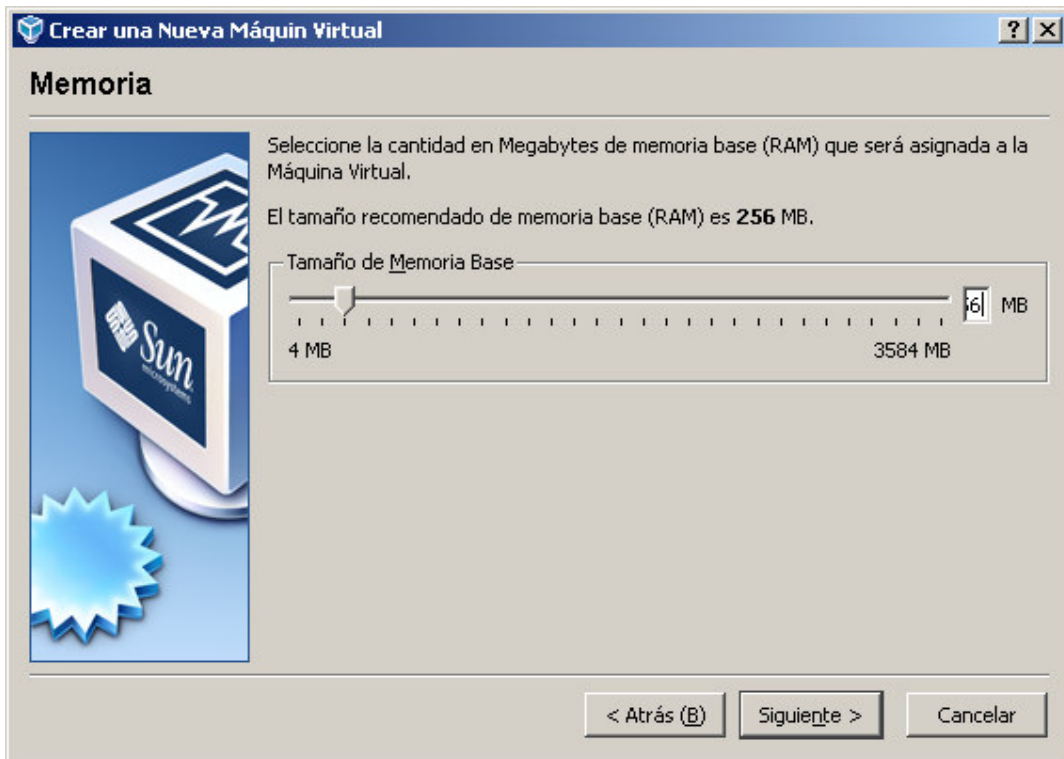 Crear una Nueva Máquin Virtual
Memoria
Seleccione la cantidad en Megabytes de memoria base (RAM) que será asignada a la
Máquina Virtual.
El tamaño recomendado de memoria base (RAM) es 256 MB.
Tamaño de Memoria Base
MB
4 MB 3584 MB
Sun
microsystems
< Atrás (B) Siguiente > Cancelar